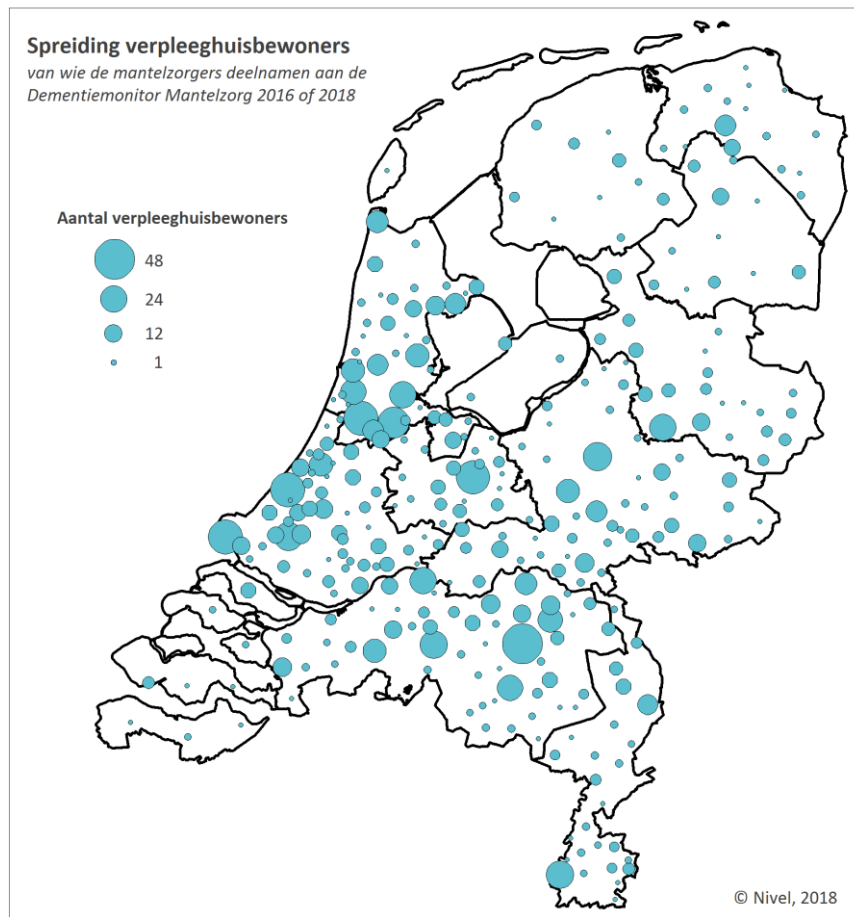 Spreiding verpleeghuisbewoners
van wie de mantelzorgers deelnamen aan de
Dementiemonitor Mantelzorg 2016 of 2018
Aantal verpleeghuisbewoners
48
24
12
1
© Nivel, 2018